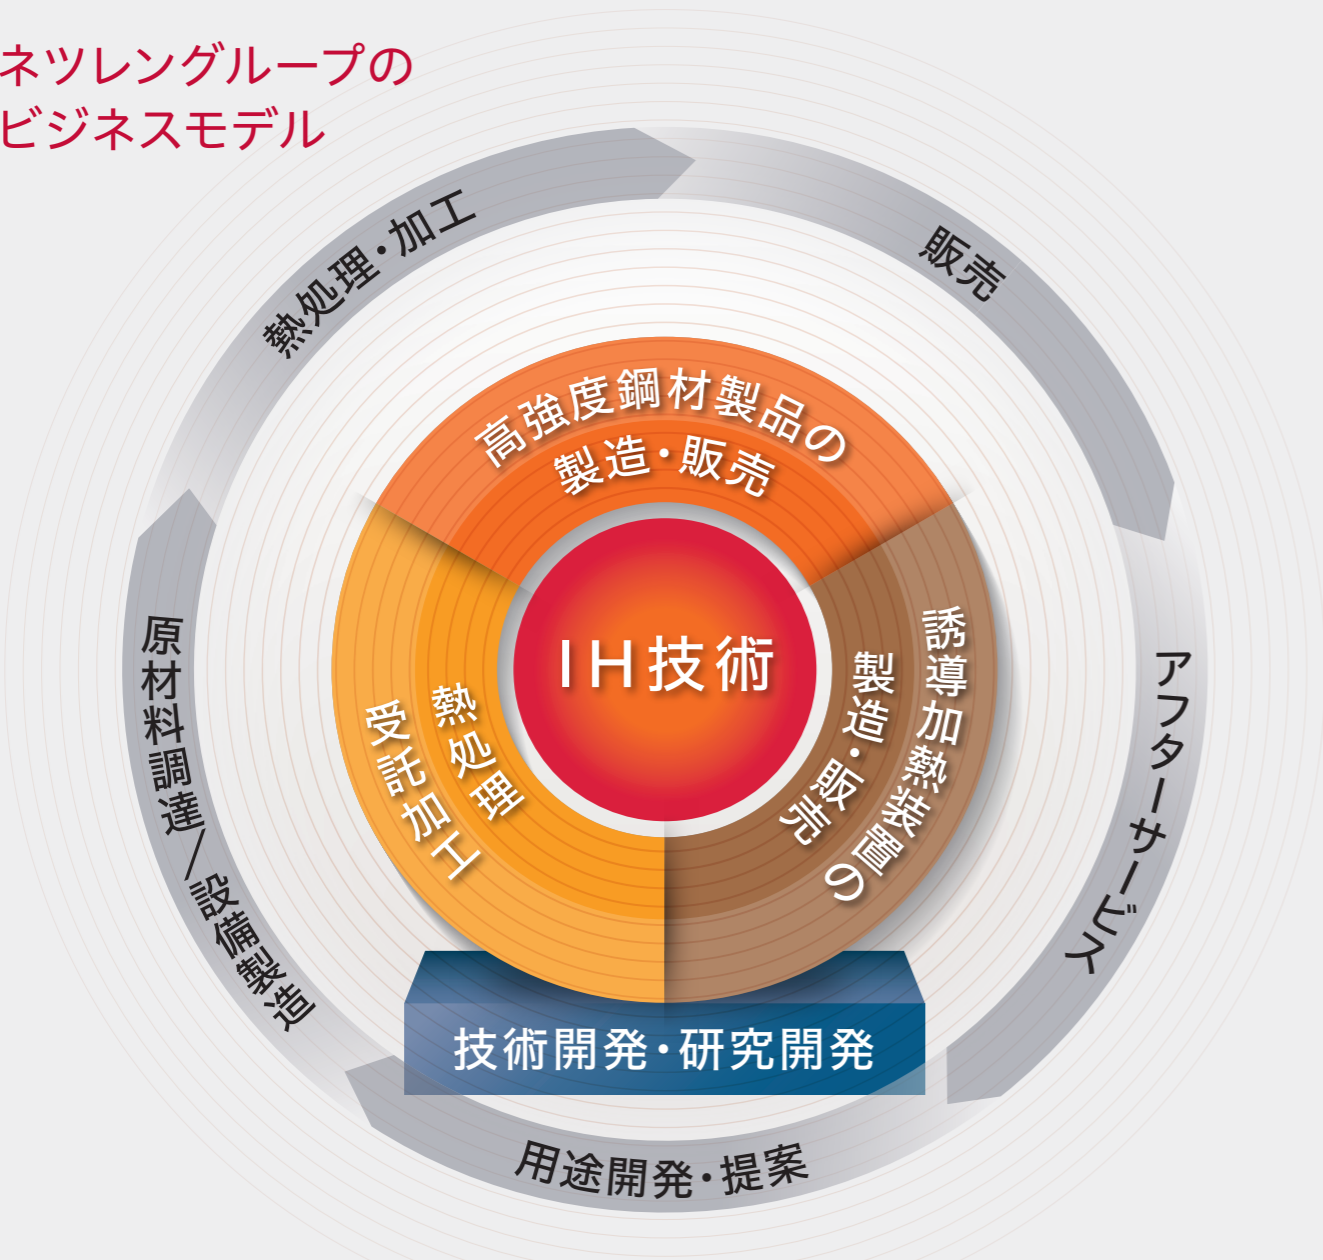 ネツレングループの
ビジネスモデル
熱処理・加工
販売
アフターサービス
用途開発・提案
原材料調達/設備製造
高強度鋼材製品の
製造・販売
誘導加熱装置の
製造・販売
熱処理
受託加工
IH技術
技術開発・研究開発